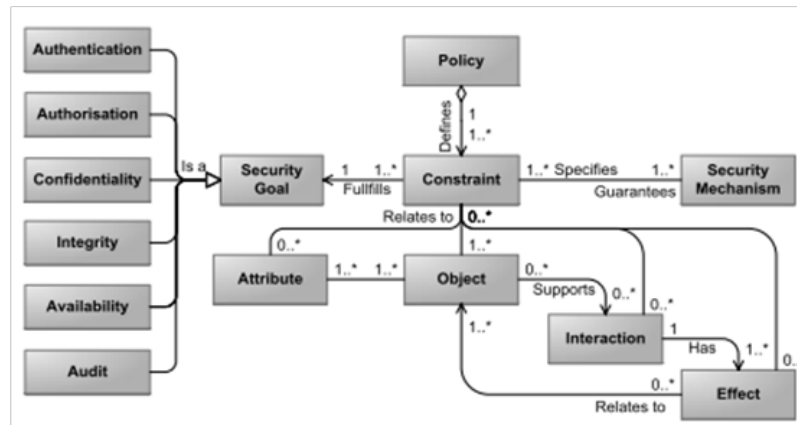 Authentication
Policy
Authorisation
Defines
1
1..*
Is a
Confidentiality
Security
Goal
1
1..*
Fullfills
Constraint
1..*
Specifies
1..*
Guarantees
Security
Mechanism
Relates to
0..*
Integrity
0..*
1..*
Attribute
1..*
1..*
Object
0..*
Supports
0..*
Availability
1..*
0..*
Interaction
1
Has
1..*
0..
Audit
0..*
Relates to
Effect